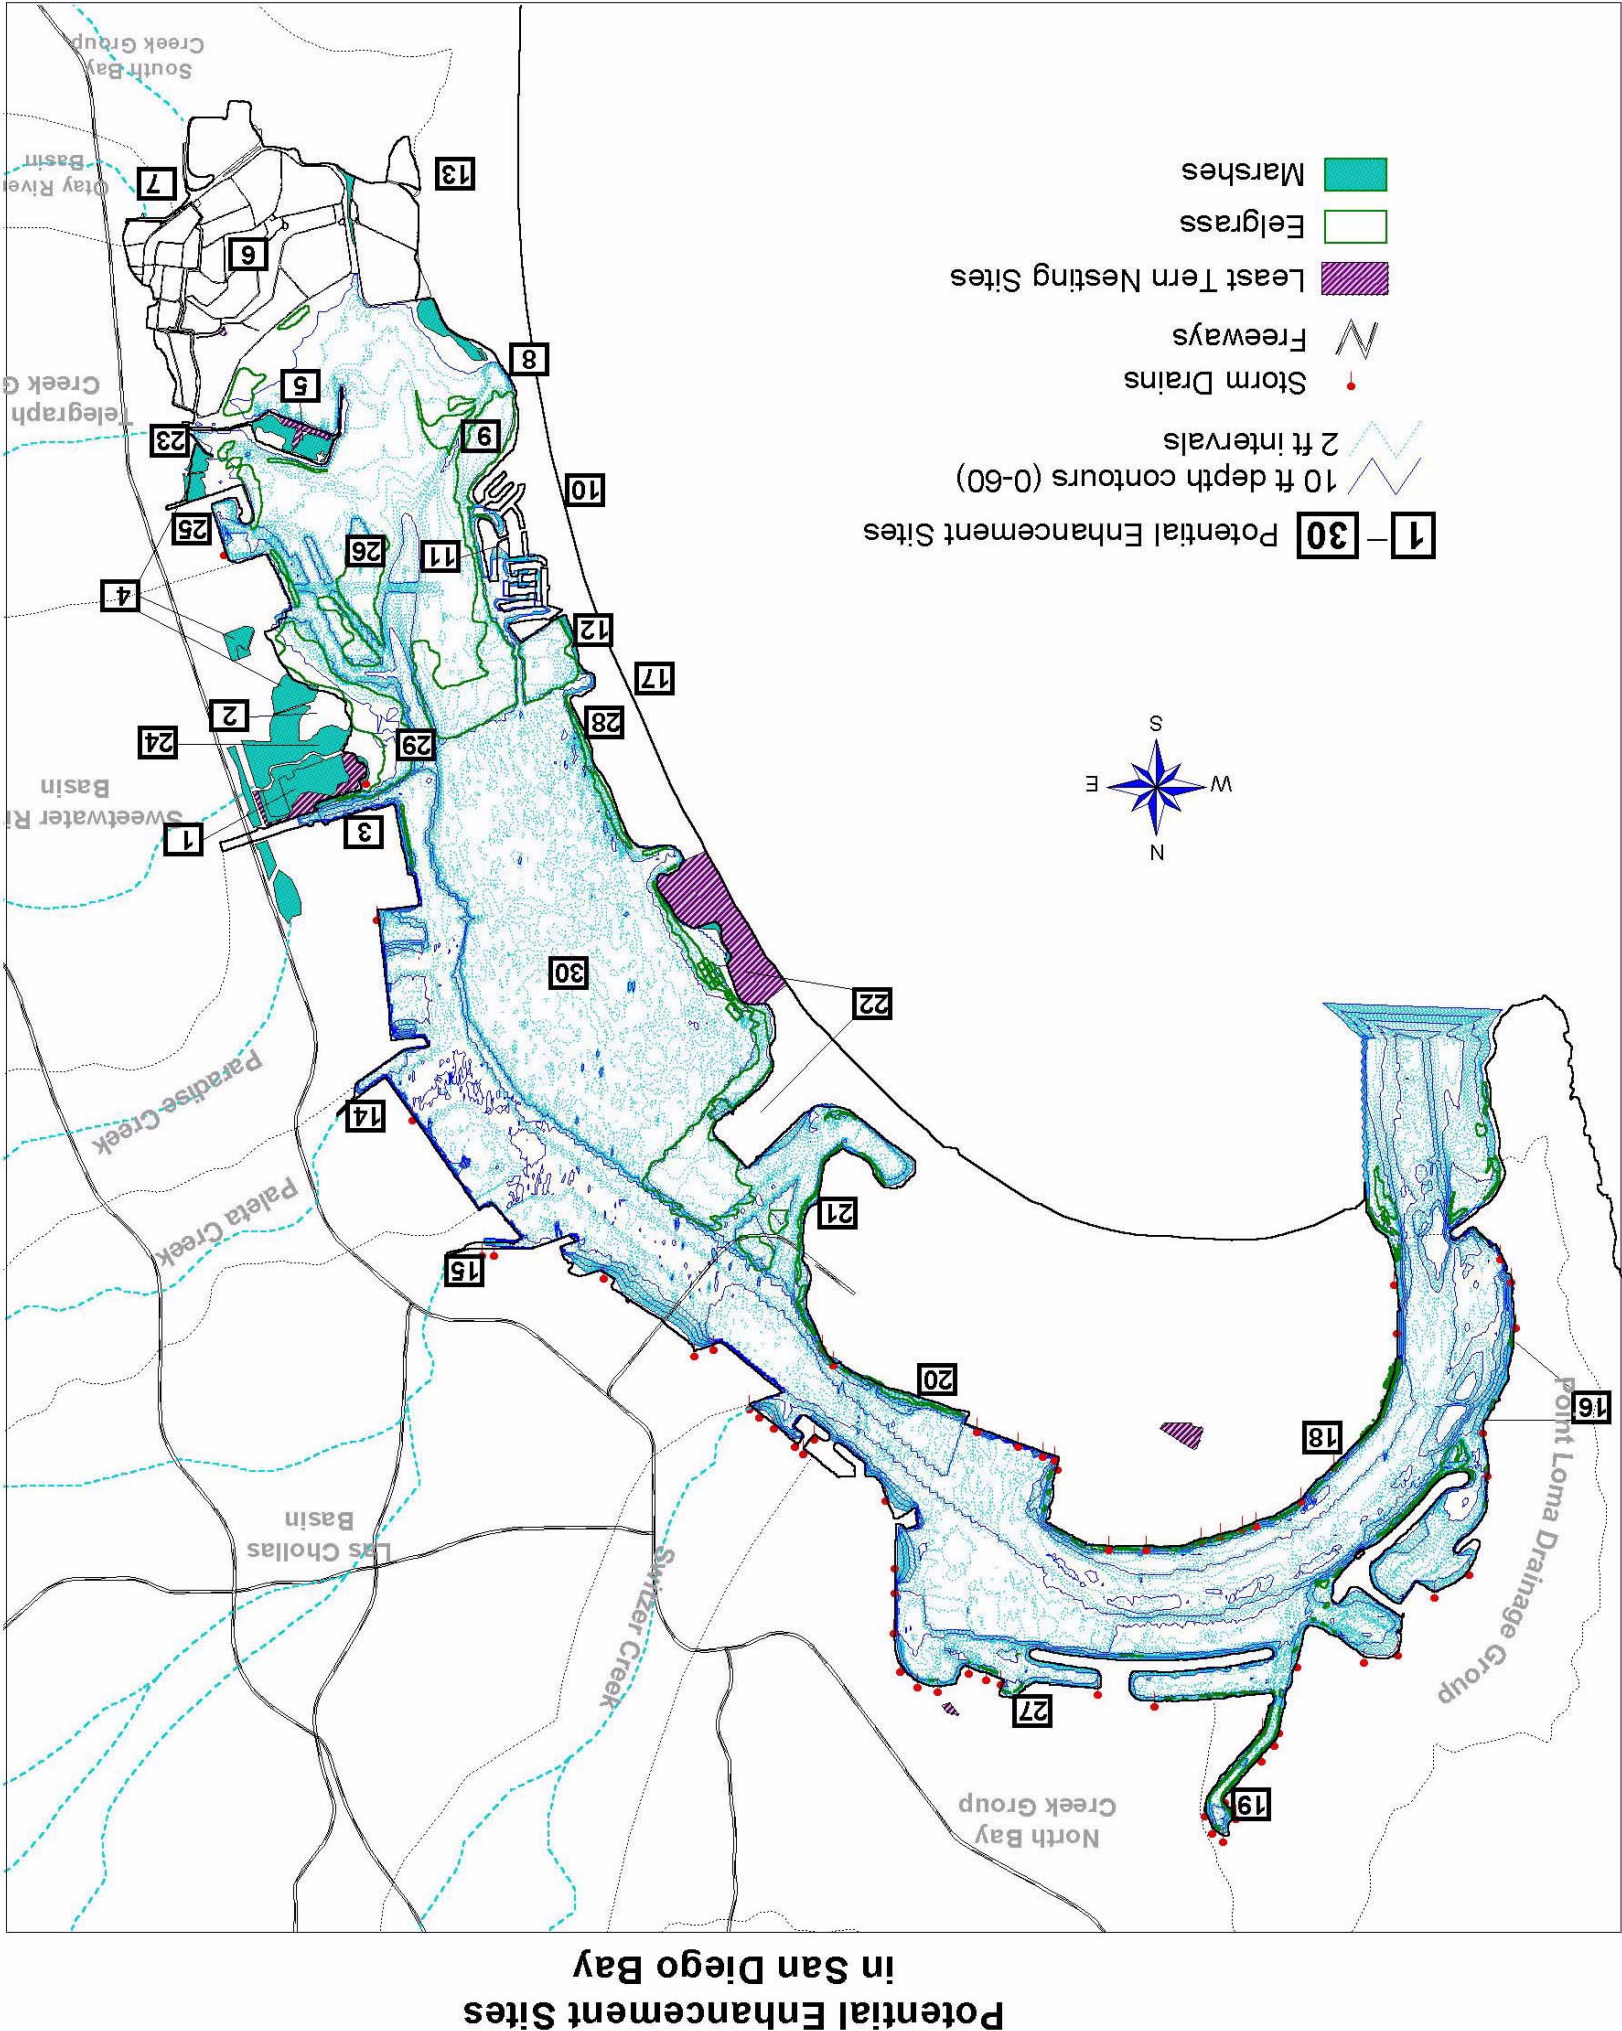 Potential Enhancement Sites
in San Diego Bay
19
North Bay
Creek Group
27
Point Loma Drainage Group
Switzer Creek
Las Chollas
Basin
18
16
20
15
21
Paleta Creek
14
Paradise Creek
22
30
N
W
E
S
3
1
Sweetwater Ri
Basin
29
24
2
28
17
12
4
26
11
25
10
9
23
5
8
Telegraph
Creek G
6
7
13
Otay River
Basin
South Bay
Creek Group
1 – 30 Potential Enhancement Sites
10 ft depth contours (0-60)
2 ft intervals
Storm Drains
Freeways
Least Tern Nesting Sites
Eelgrass
Marshes